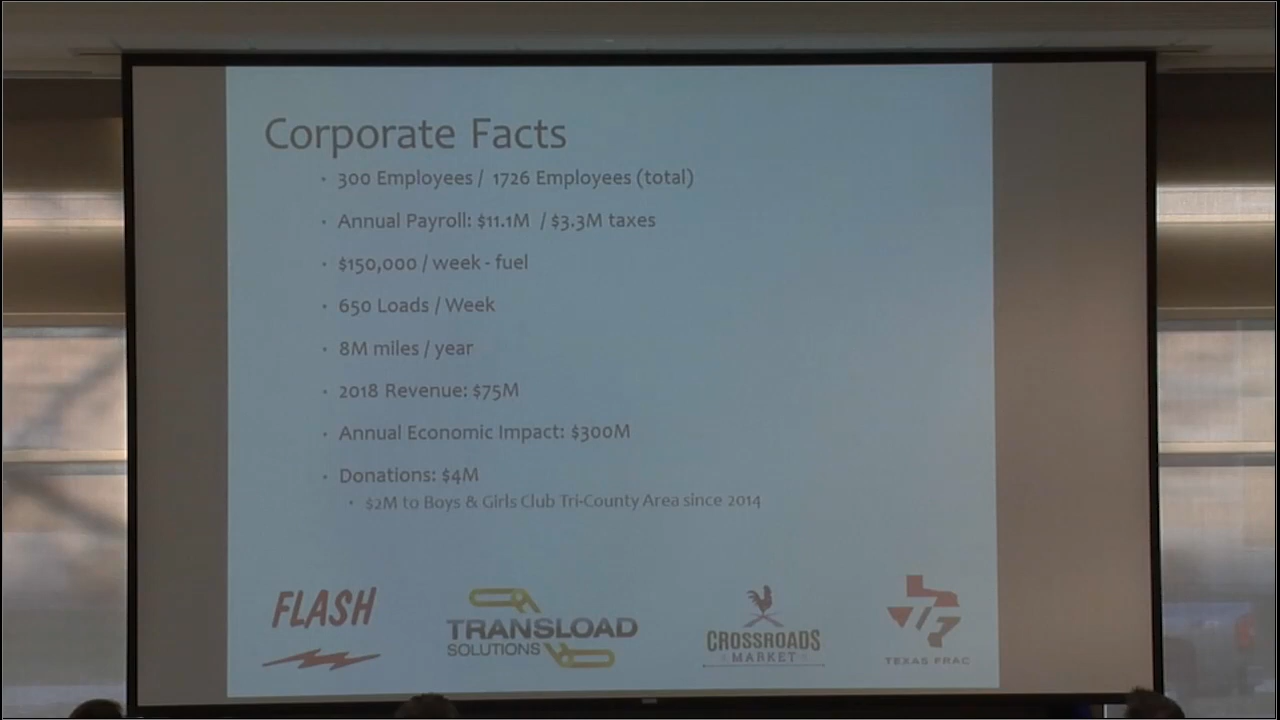 Corporate Facts
• 300 Employees / 1726 Employees (total)
• Annual Payroll: $11.1M / $3.3M taxes
• $150,000 / week - fuel
• 650 Loads / Week
• 8M miles / year
• 2018 Revenue: $75M
• Annual Economic Impact: $300M
• Donations: $4M
• $2M to Boys & Girls Club Tri-County Area since 2014
FLASH
TRANSLOAD
SOLUTIONS
CROSSROADS
MARKET
TEXAS FRAC